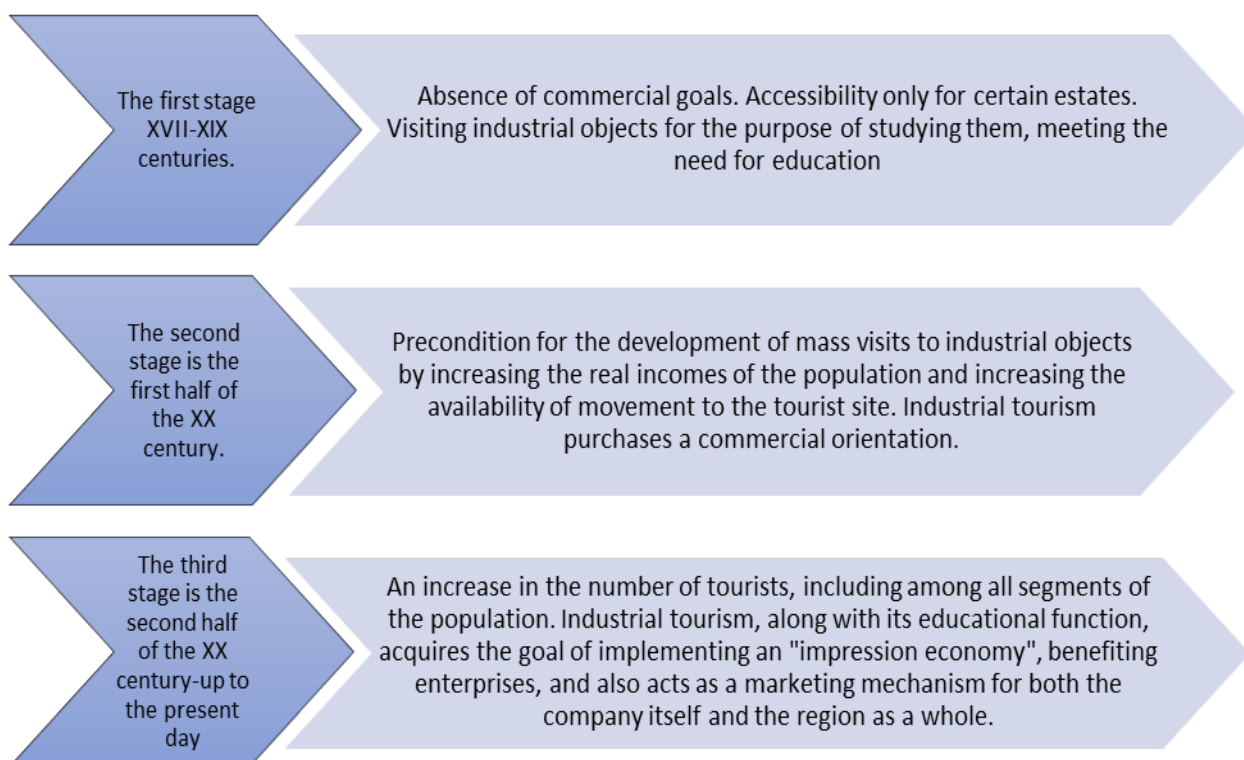 The first stage
XVII-XIX
centuries.
Absence of commercial goals. Accessibility only for certain estates.
Visiting industrial objects for the purpose of studying them, meeting the
need for education
The second
stage is the
first half of
the XX
century.
Precondition for the development of mass visits to industrial objects
by increasing the real incomes of the population and increasing the
availability of movement to the tourist site. Industrial tourism
purchases a commercial orientation.
The third
stage is the
second half
of the XX
century-up to
the present
day
An increase in the number of tourists, including among all segments of
the population. Industrial tourism, along with its educational function,
acquires the goal of implementing an "impression economy", benefiting
enterprises, and also acts as a marketing mechanism for both the
company itself and the region as a whole.